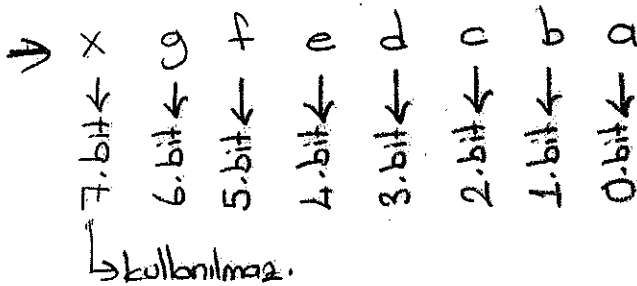 ⇒ x g f e d c b a
7.bit 6.bit 5.bit 4.bit 3.bit 2.bit 1.bit 0.bit
↳ kullanılmaz.